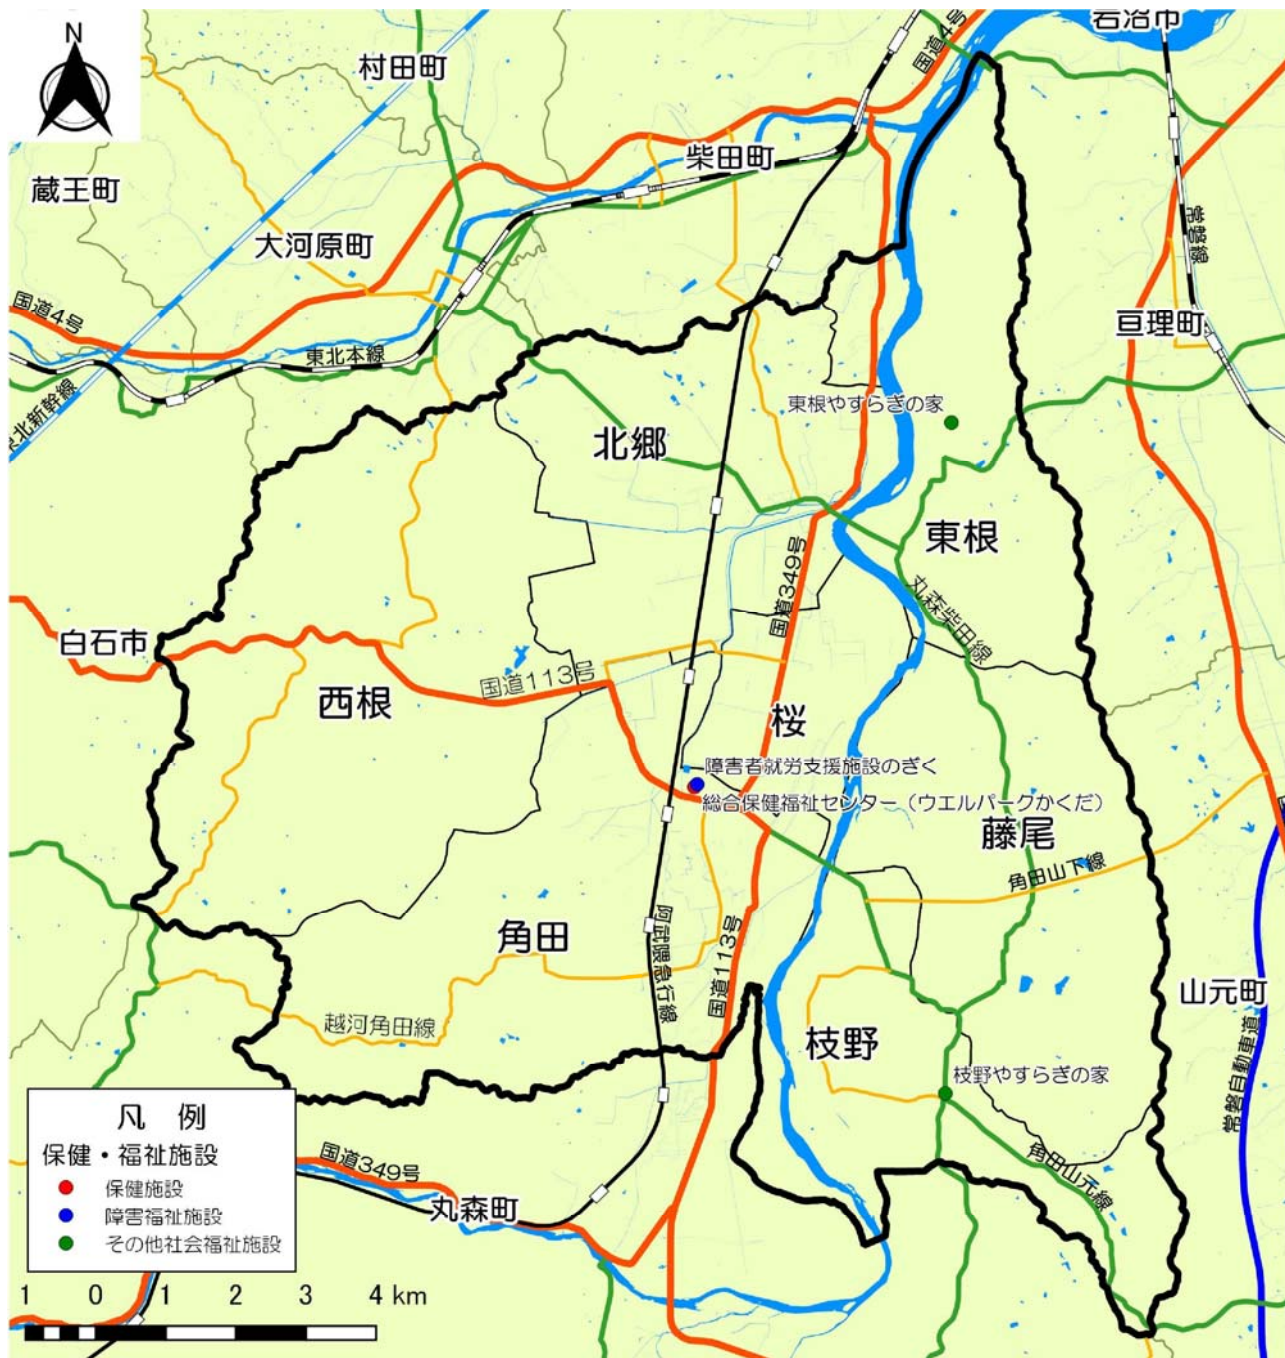 N
岩沼市
国道4号
村田町
柴田町
蔵王町
大河原町
常磐線
国道4号
亘理町
東北本線
東北新幹線
東根やすらぎの家
北郷
東根
国道349号
丸森柴田線
白石市
国道113号
西根
桜
障害者就労支援施設のぎく
総合保健福祉センター（ウエルパークかくだ）
藤尾
角田山下線
角田
阿武隈急行線
国道113号
山元町
越河角田線
枝野
枝野やすらぎの家
常磐自動車道
凡 例
保健・福祉施設
保健施設
障害福祉施設
その他社会福祉施設
国道349号
角田山元線
丸森町
1 0 1 2 3 4 km